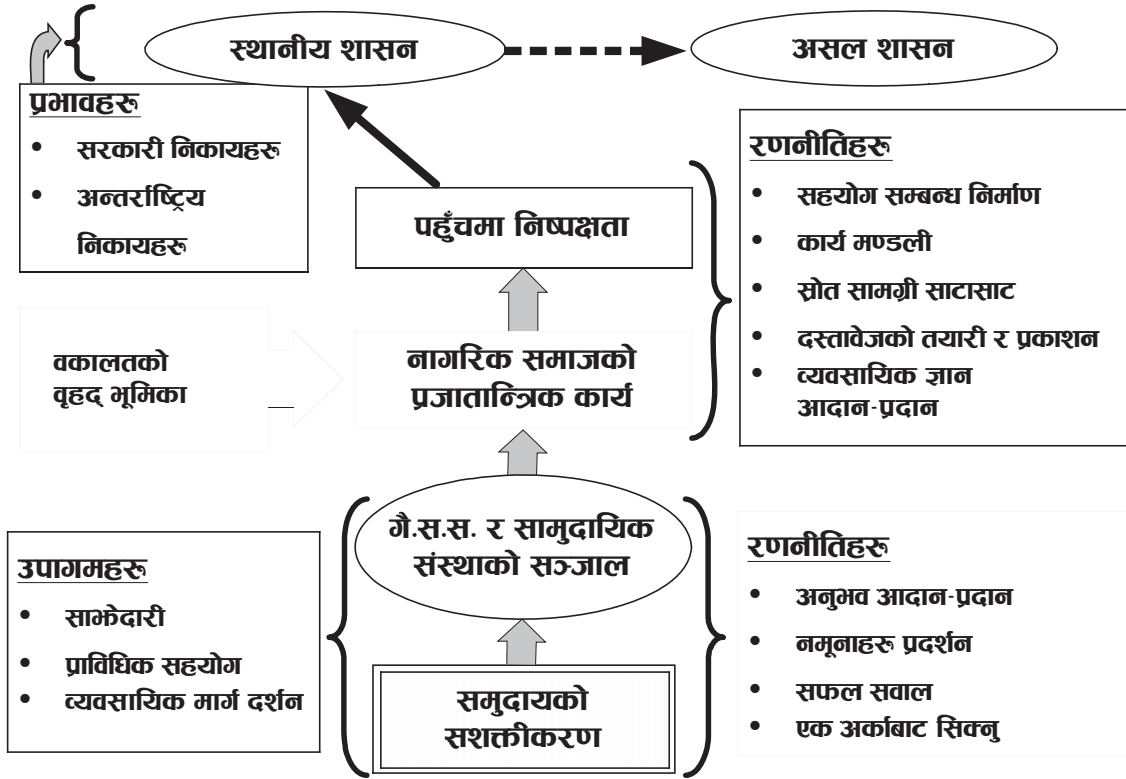 स्थानीय शासन
असल शासन
प्रभावहरू
• सरकारी निकायहरू
• अन्तर्राष्ट्रिय
निकायहरू
पहुँचमा निष्पक्षता
रणनीतिहरू
• सहयोग सम्बन्ध निर्माण
• कार्य मण्डली
• स्रोत सामग्री साटासाट
• दस्तावेजको तयारी र प्रकाशन
• व्यवसायिक ज्ञान
आदान-प्रदान
वकालतको
वृहद् भूमिका
नागरिक समाजको
प्रजातान्त्रिक कार्य
गै.स.स. र सामुदायिक
संस्थाको सञ्जाल
उपागमहरू
• साझेदारी
• प्राविधिक सहयोग
• व्यवसायिक मार्ग दर्शन
समुदायको
सशक्तीकरण
रणनीतिहरू
• अनुभव आदान-प्रदान
• नमूनाहरू प्रदर्शन
• सफल सवाल
• एक अर्काबाट सिक्नु